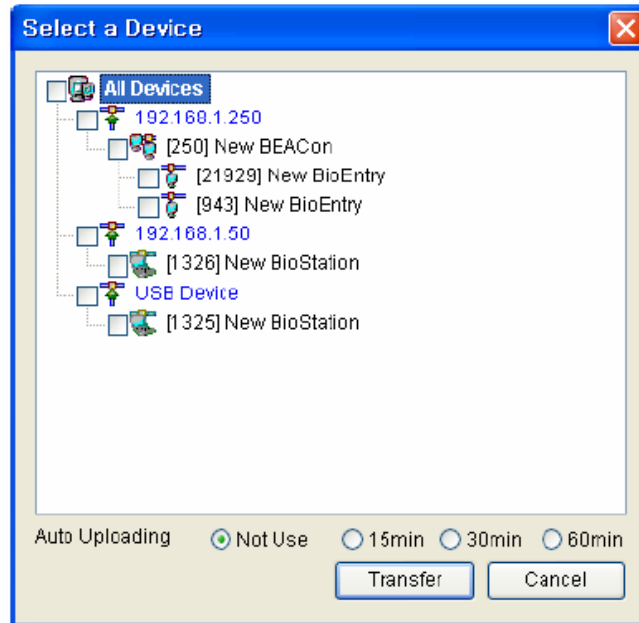 Select a Device
All Devices
192.168.1.250
[250] New BEACon
[21929] New BioEntry
[943] New BioEntry
192.168.1.50
[1326] New BioStation
USB Device
[1325] New BioStation
Auto Uploading Not Use 15min 30min 60min
Transfer Cancel